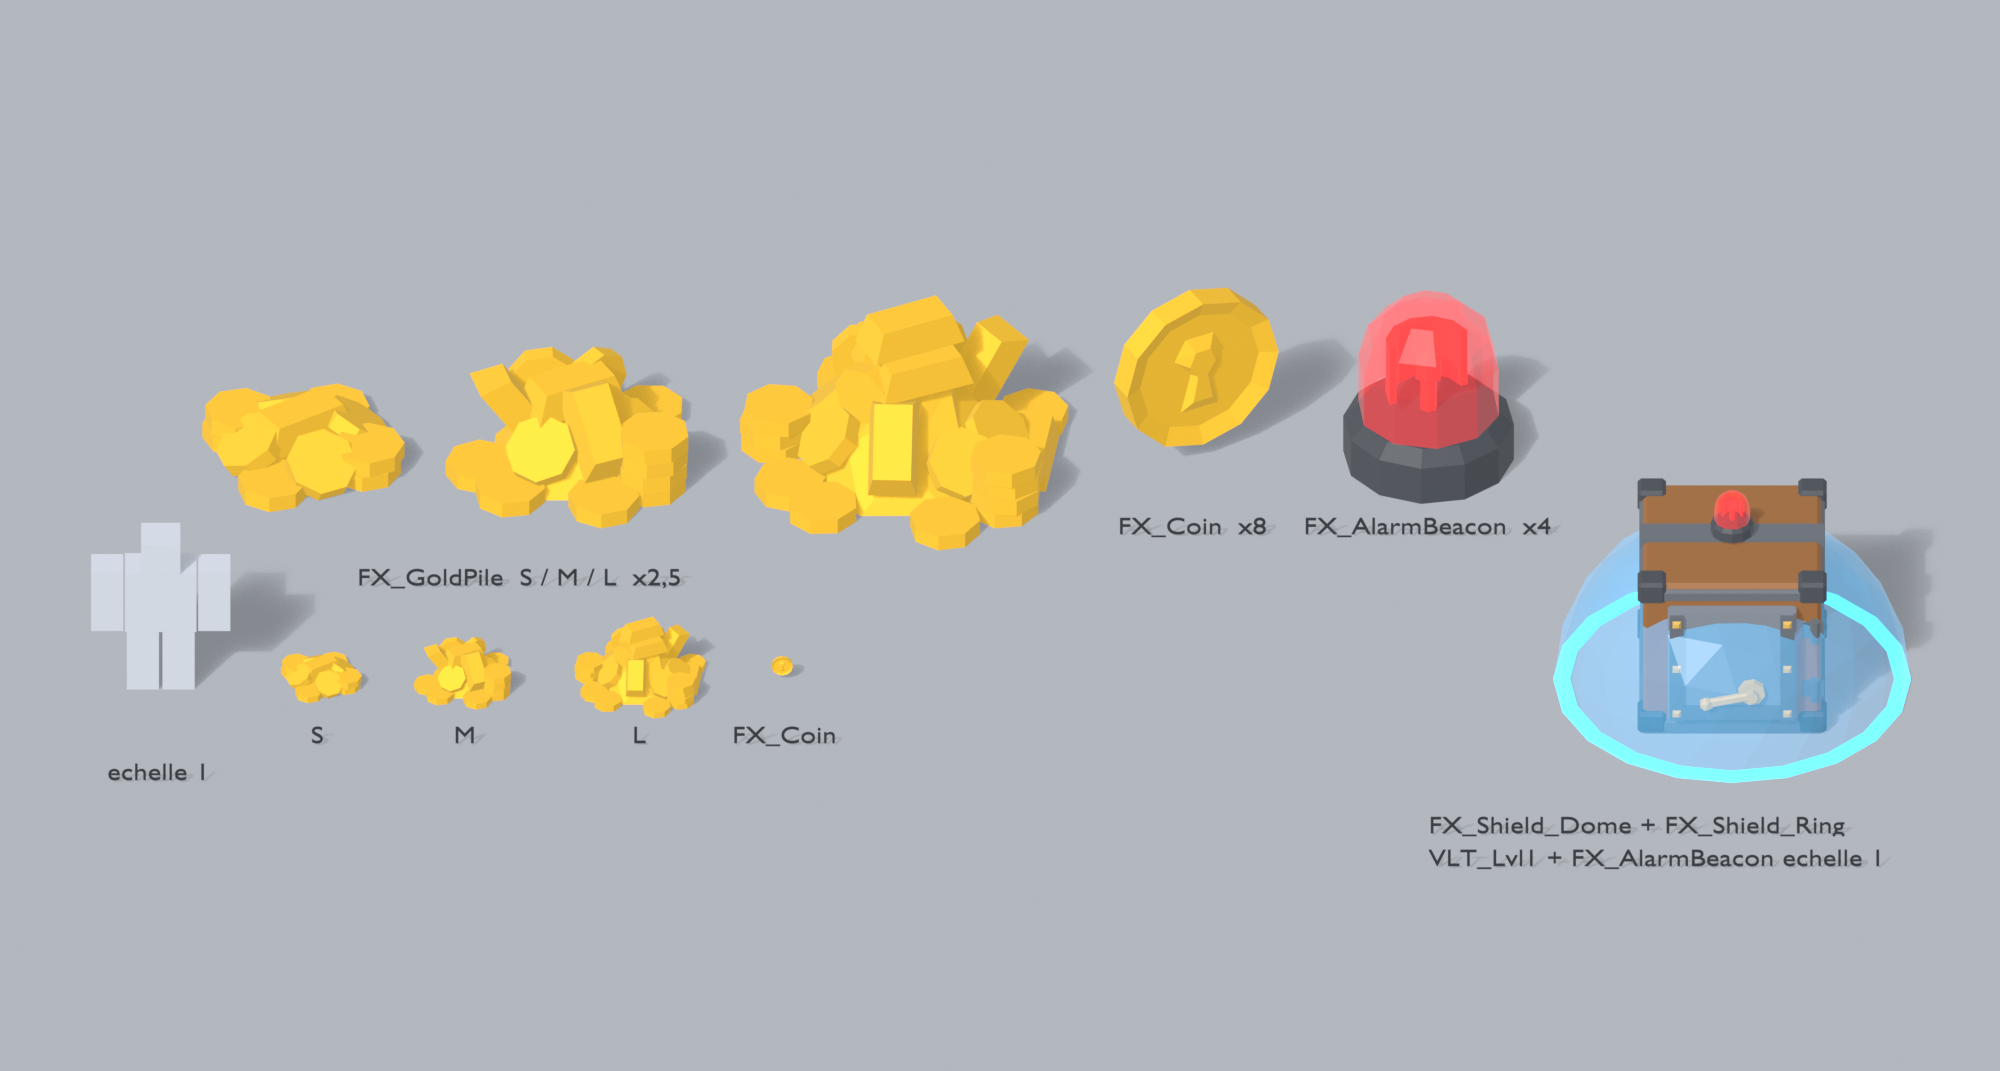 FX_Coin x8
FX_AlarmBeacon x4
FX_GoldPile S / M / L x2,5
S
M
L
FX_Coin
echelle 1
FX_Shield_Dome + FX_Shield_Ring
VLT_Lvl1 + FX_AlarmBeacon echelle 1